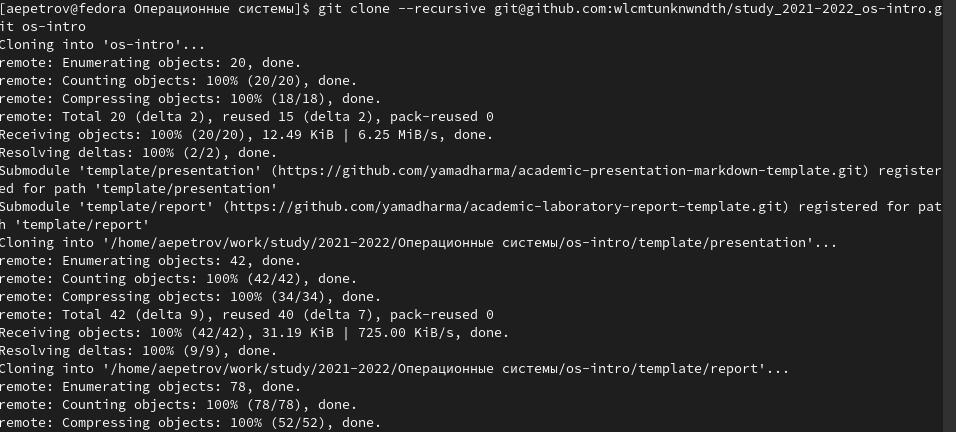 [aepetrov@fedora Операционные системы]$ git clone --recursive git@github.com:wlcmtunknwndth/study_2021-2022_os-intro.g
it os-intro
Cloning into 'os-intro'...
remote: Enumerating objects: 20, done.
remote: Counting objects: 100% (20/20), done.
remote: Compressing objects: 100% (18/18), done.
remote: Total 20 (delta 2), reused 15 (delta 2), pack-reused 0
Receiving objects: 100% (20/20), 12.49 KiB | 6.25 MiB/s, done.
Resolving deltas: 100% (2/2), done.
Submodule 'template/presentation' (https://github.com/yamadharma/academic-presentation-markdown-template.git) register
ed for path 'template/presentation'
Submodule 'template/report' (https://github.com/yamadharma/academic-laboratory-report-template.git) registered for pat
h 'template/report'
Cloning into '/home/aepetrov/work/study/2021-2022/Операционные системы/os-intro/template/presentation'...
remote: Enumerating objects: 42, done.
remote: Counting objects: 100% (42/42), done.
remote: Compressing objects: 100% (34/34), done.
remote: Total 42 (delta 9), reused 40 (delta 7), pack-reused 0
Receiving objects: 100% (42/42), 31.19 KiB | 725.00 KiB/s, done.
Resolving deltas: 100% (9/9), done.
Cloning into '/home/aepetrov/work/study/2021-2022/Операционные системы/os-intro/template/report'...
remote: Enumerating objects: 78, done.
remote: Counting objects: 100% (78/78), done.
remote: Compressing objects: 100% (52/52), done.